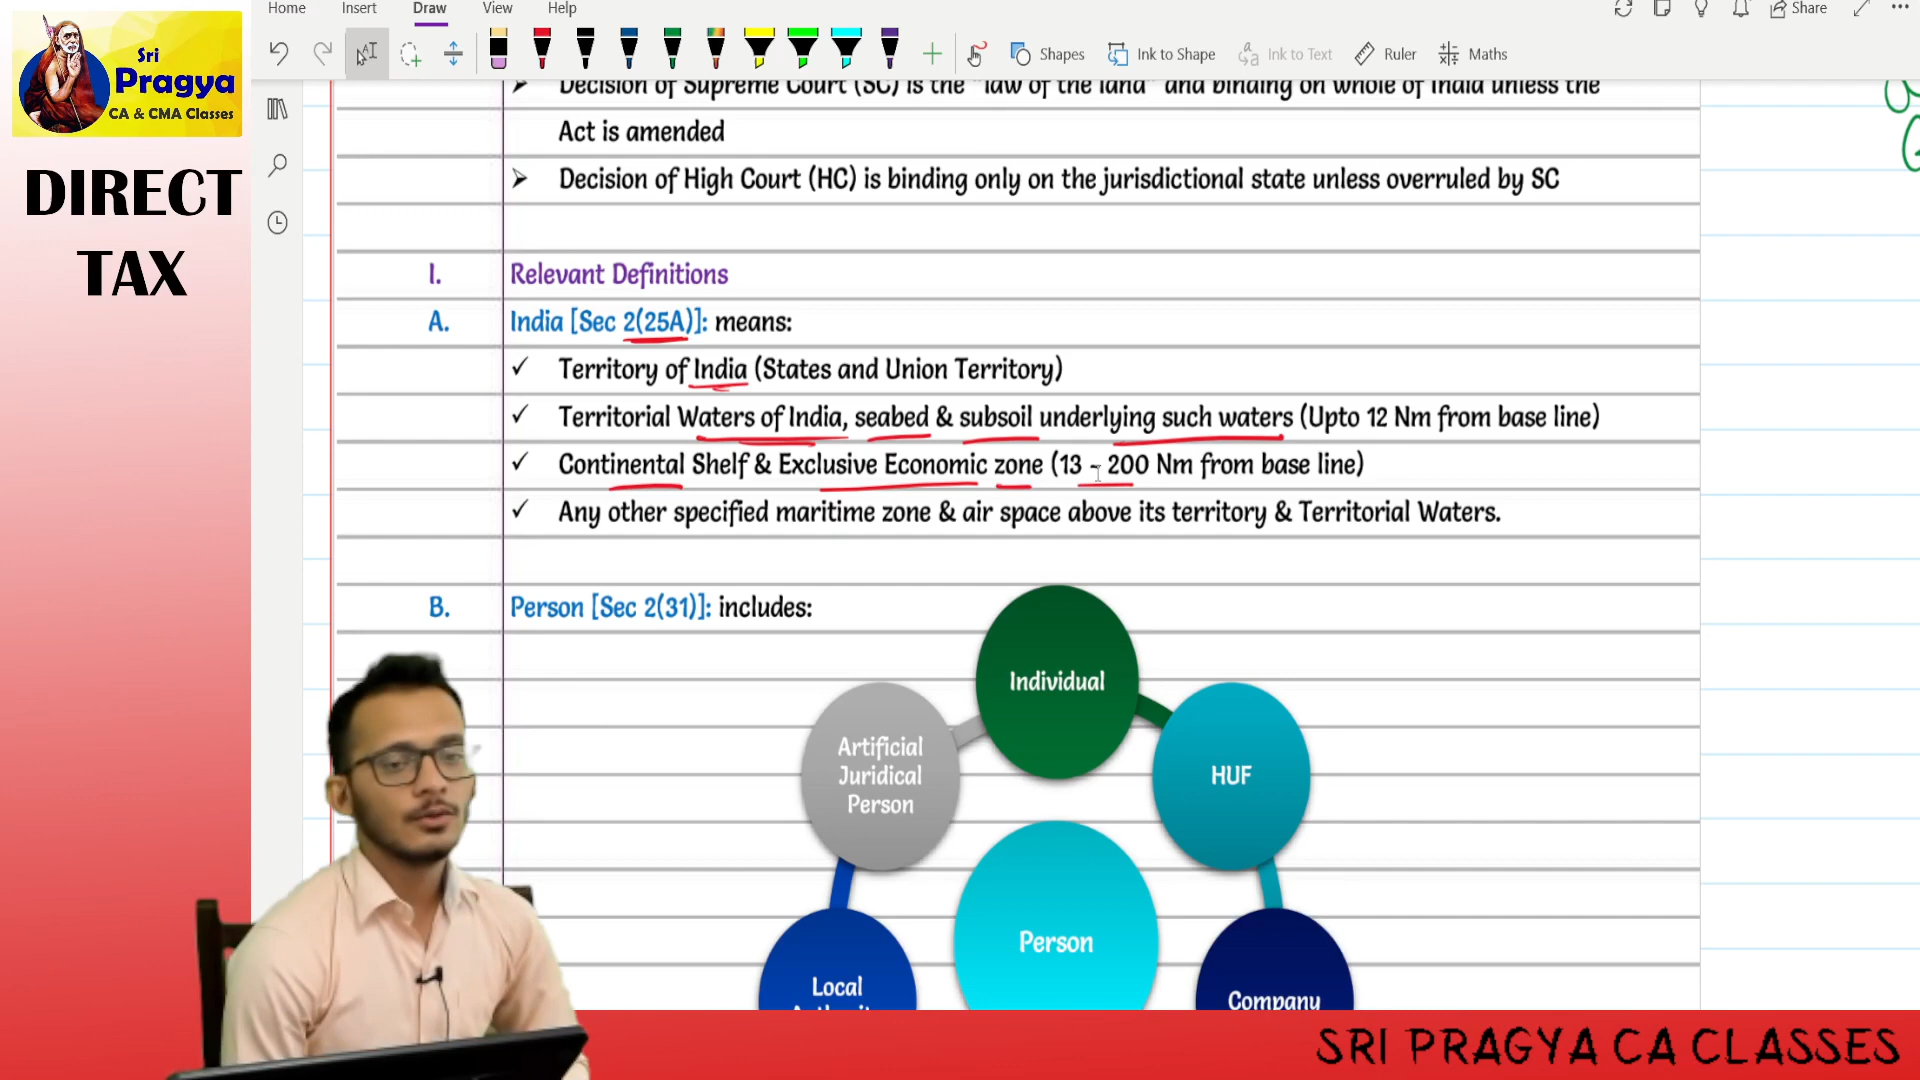 Home Insert Draw View Help
Share
Shapes Ink to Shape Ink to Text Ruler Maths
Sri
Pragya
CA & CMA Classes
DIRECT
TAX
Decision of Supreme Court (SC) is the "law of the land" and binding on whole of India unless the
Act is amended
Decision of High Court (HC) is binding only on the jurisdictional state unless overruled by SC
I. Relevant Definitions
A. India [Sec 2(25A)]: means:
Territory of India (States and Union Territory)
Territorial Waters of India, seabed & subsoil underlying such waters (Upto 12 Nm from base line)
Continental Shelf & Exclusive Economic zone (13 - 200 Nm from base line)
Any other specified maritime zone & air space above its territory & Territorial Waters.
B. Person [Sec 2(31)]: includes:
Individual
Artificial
Juridical
Person
HUF
Person
Local
Company
SRI PRAGYA CA CLASSES